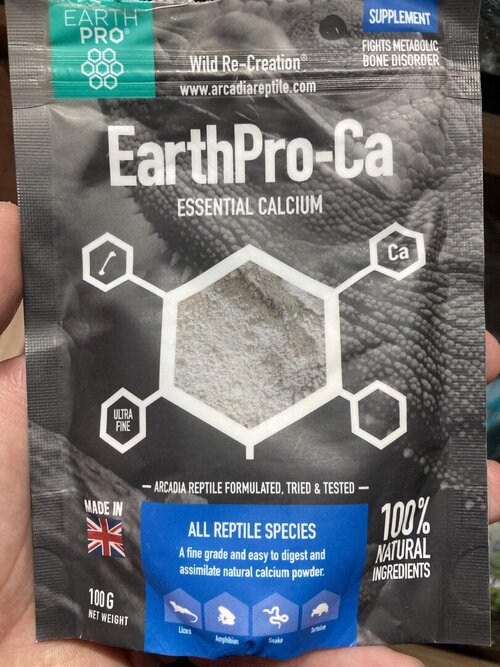 EARTH
PRO®
SUPPLEMENT
FIGHTS METABOLIC
BONE DISORDER
Wild Re-Creation®
www.arcadiareptile.com
EarthPro-Ca
ESSENTIAL CALCIUM
Ca
ULTRA
FINE
ARCADIA REPTILE FORMULATED, TRIED & TESTED
MADE IN
100%
NATURAL
INGREDIENTS
ALL REPTILE SPECIES
A fine grade and easy to digest and
assimilate natural calcium powder.
100G
NET WEIGHT
Lizard
Amphibian
Snake
Tortoise